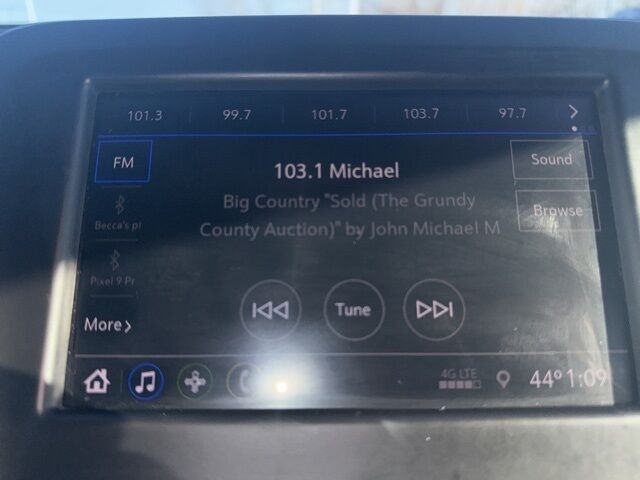 101.3 99.7 101.7 103.7 97.7 >
FM
103.1 Michael
Sound
Big Country "Sold (The Grundy
County Auction)" by John Michael M
Browse
Becca's pl
Pixel 9 Pr
Tune
More >
4G LTE
44° 1:09